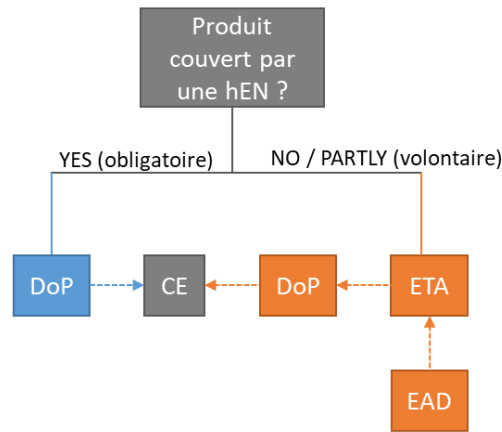 Produit
couvert par
une hEN ?
YES (obligatoire)
NO / PARTLY (volontaire)
DoP
CE
DoP
ETA
EAD